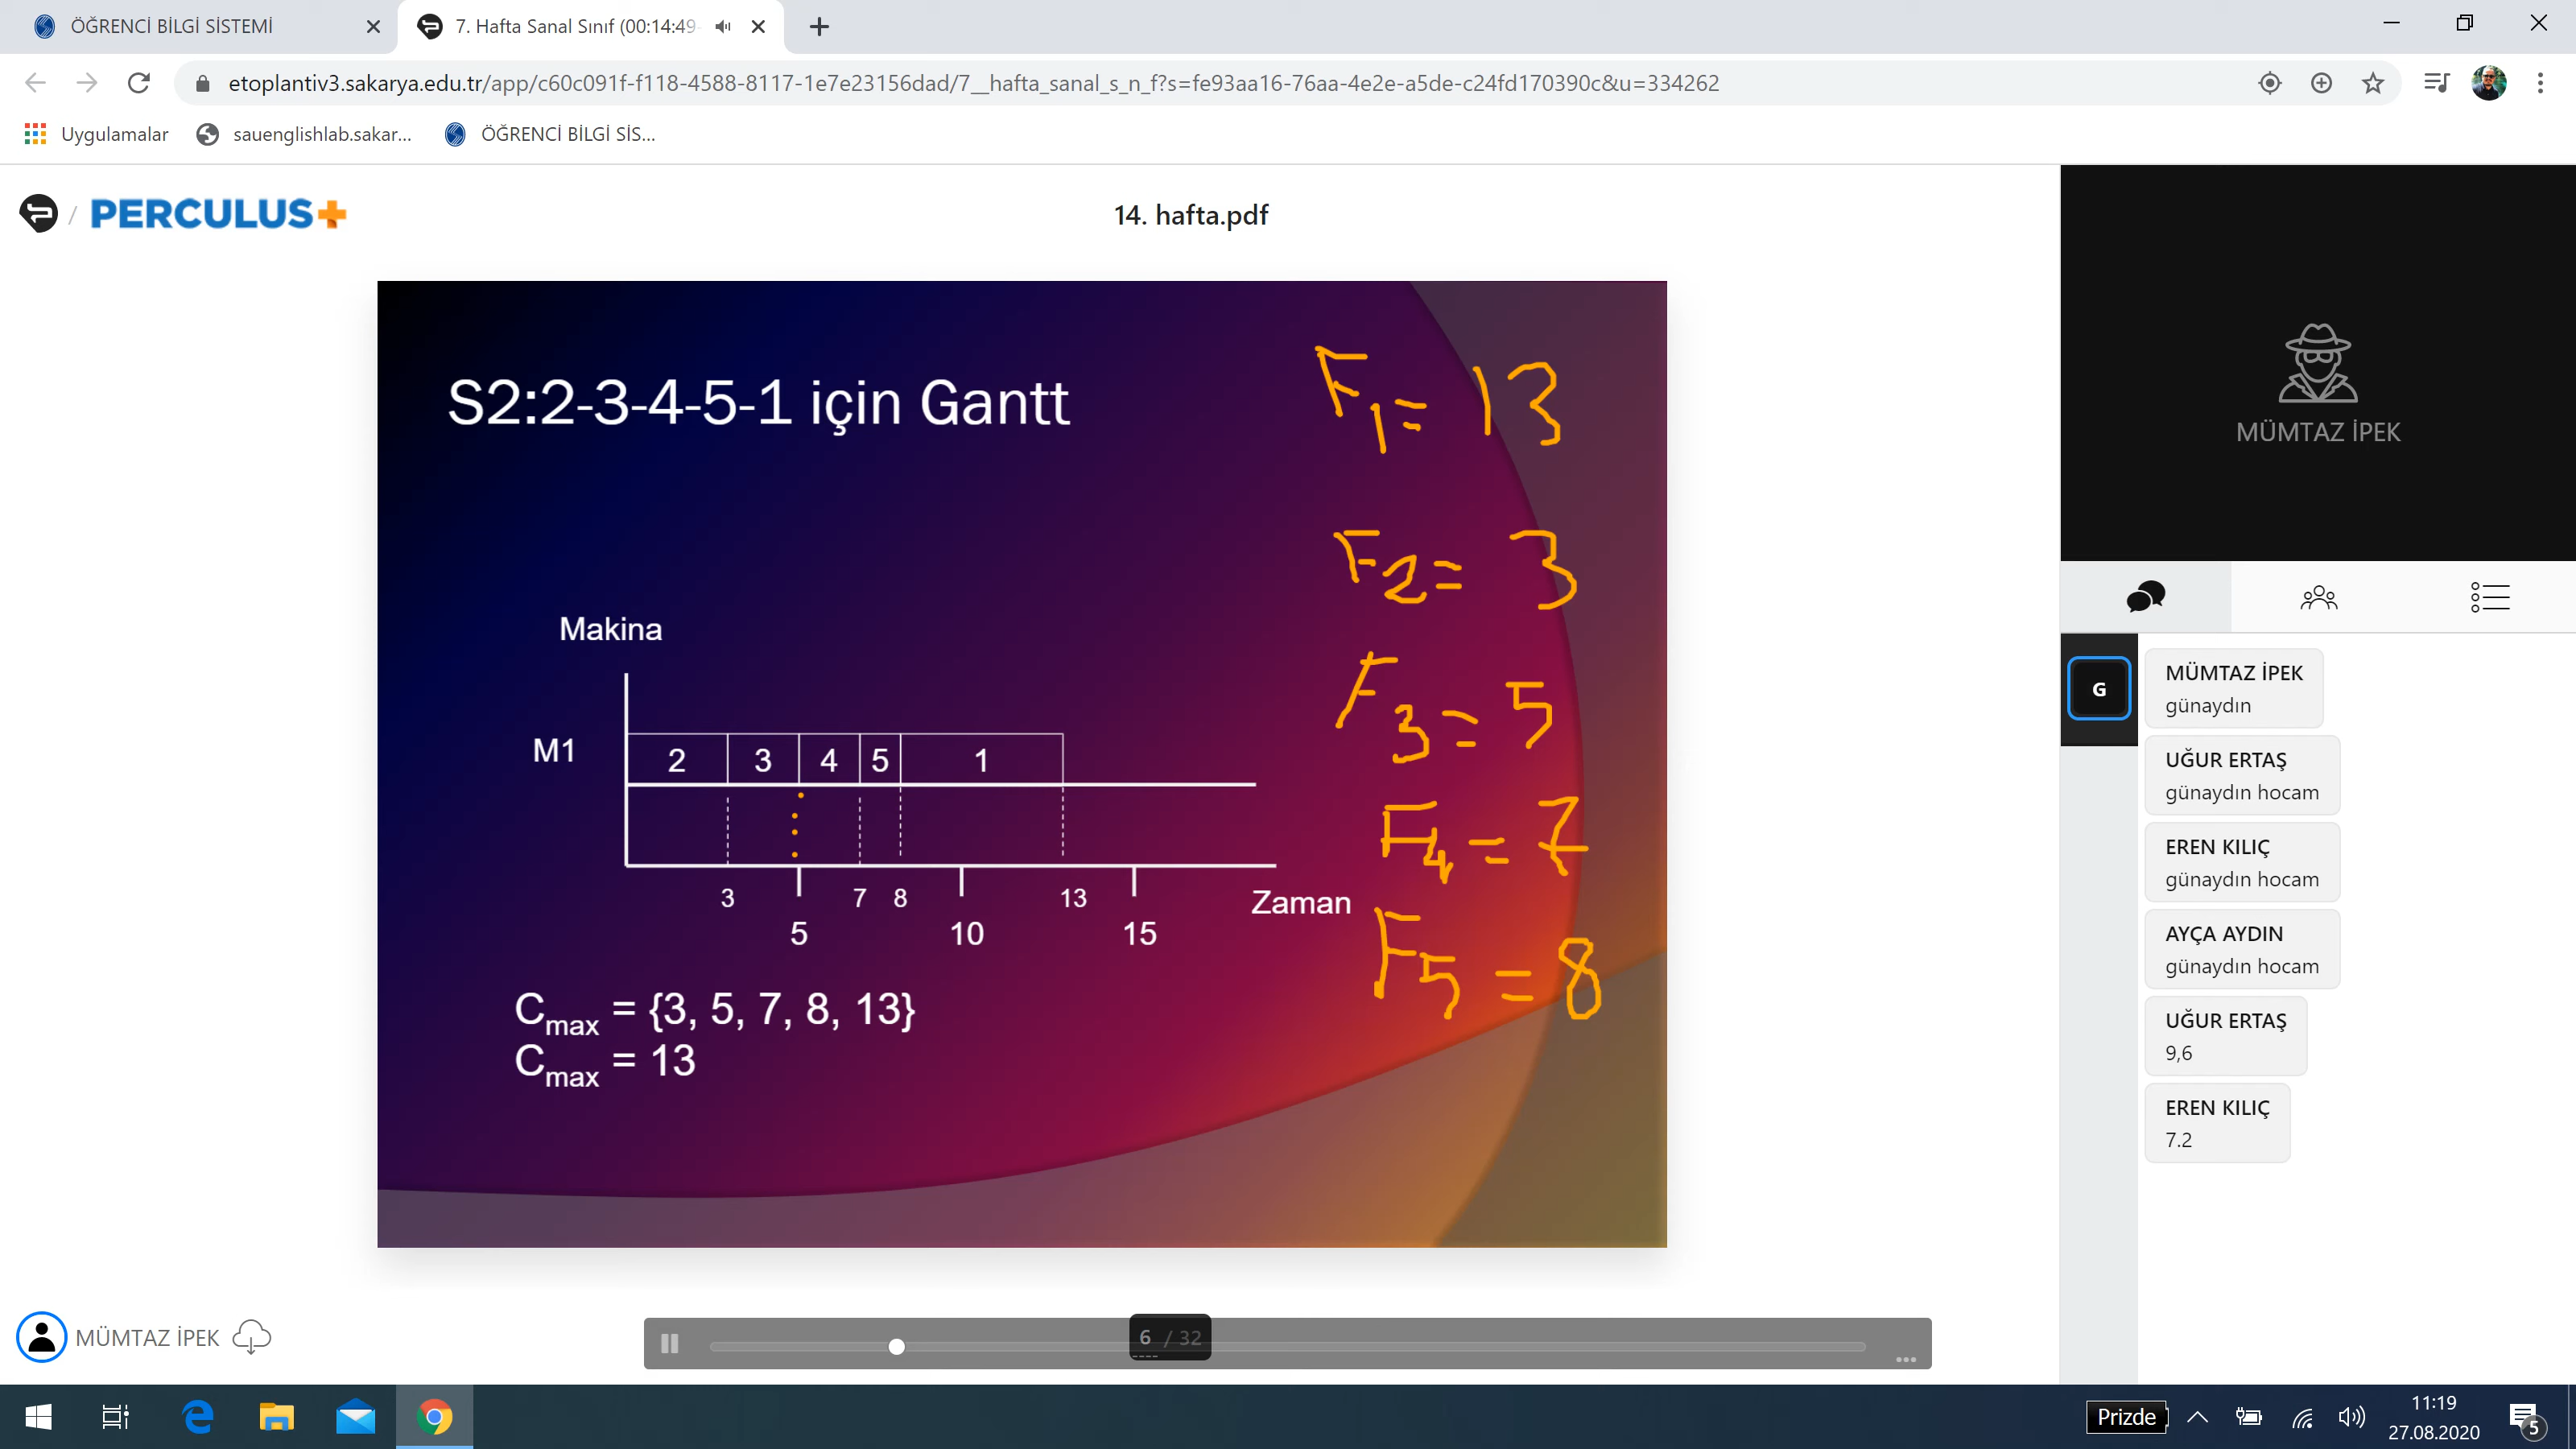 ÖĞRENCİ BİLGİ SİSTEMİ
7. Hafta Sanal Sınıf (00:14:49-
etoplantiv3.sakarya.edu.tr/app/c60c091f-f118-4588-8117-1e7e23156dad/7__hafta_sanal_s_n_f?s=fe93aa16-76aa-4e2e-a5de-c24fd170390c&u=334262
Uygulamalar
sauenglishlab.sakar...
ÖĞRENCİ BİLGİ SİS...
/ PERCULUS+
14. hafta.pdf
S2:2-3-4-5-1 için Gantt
F1= 13
F2= 3
F3= 5
F4= 7
F5= 8
Makina
M1
2 3 4 5 1
3 7 8 13
5 10 15
Zaman
Cmax = {3, 5, 7, 8, 13}
Cmax = 13
MÜMTAZ İPEK
G
MÜMTAZ İPEK
günaydın
UĞUR ERTAŞ
günaydın hocam
EREN KILIÇ
günaydın hocam
AYÇA AYDIN
günaydın hocam
UĞUR ERTAŞ
9,6
EREN KILIÇ
7.2
MÜMTAZ İPEK
6 / 32
Prizde
11:19
27.08.2020
5